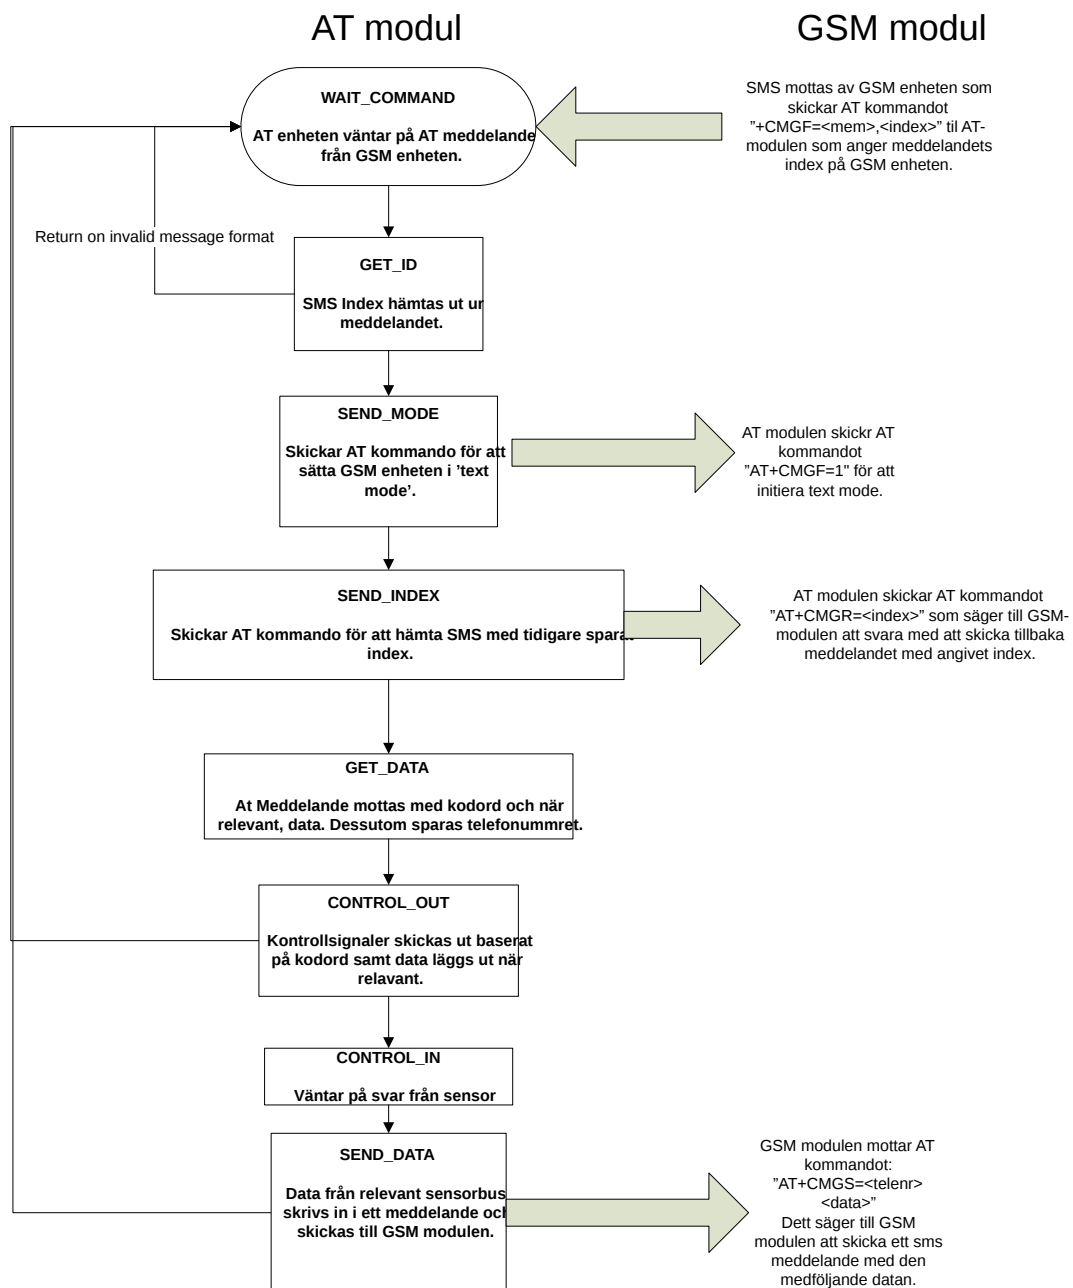 AT modul
GSM modul
WAIT_COMMAND
AT enheten väntar på AT meddelande
från GSM enheten.
SMS mottas av GSM enheten som
skickar AT kommandot
”+CMGF=<mem>,<index>” til AT-
modulen som anger meddelandets
index på GSM enheten.
Return on invalid message format
GET_ID
SMS Index hämtas ut ur
meddelandet.
SEND_MODE
Skickar AT kommando för att
sätta GSM enheten i ’text
mode’.
AT modulen skickr AT
kommandot
”AT+CMGF=1" för att
initiera text mode.
SEND_INDEX
Skickar AT kommando för att hämta SMS med tidigare sparat
index.
AT modulen skickar AT kommandot
”AT+CMGR=<index>” som säger till GSM-
modulen att svara med att skicka tillbaka
meddelandet med angivet index.
GET_DATA
At Meddelande mottas med kodord och när
relevant, data. Dessutom sparas telefonummret.
CONTROL_OUT
Kontrollsignaler skickas ut baserat
på kodord samt data läggs ut när
relavant.
CONTROL_IN
Väntar på svar från sensor
SEND_DATA
Data från relevant sensorbus
skrivs in i ett meddelande och
skickas till GSM modulen.
GSM modulen mottar AT
kommandot:
”AT+CMGS=<telenr>
<data>”
Dett säger till GSM
modulen att skicka ett sms
meddelande med den
medföljande datan.